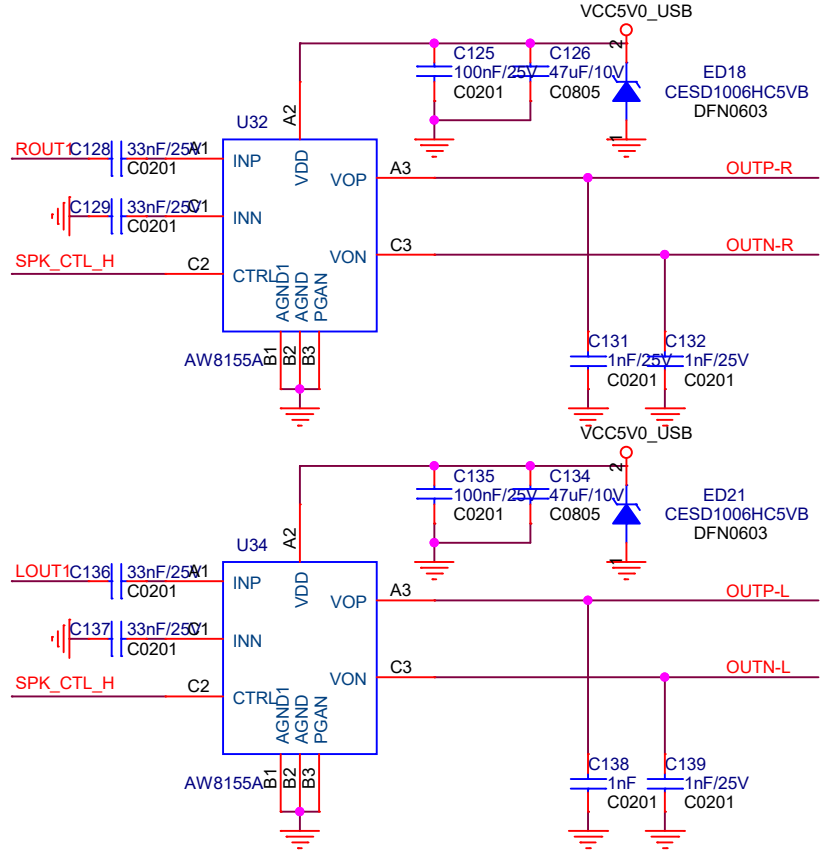 VCC5V0_USB
2
C125
100nF/25V
C0201
C126
47uF/10V
C0805
ED18
CESD1006HC5VB
DFN0603
1
A2
U32
ROUT1
C128
33nF/25V
C0201
A1
INP
VDD
VOP
A3
OUTP-R
C129
33nF/25V
C0201
C1
INN
VON
C3
OUTN-R
SPK_CTL_H
C2
CTRL
AGND1
AGND
PGAN
AW8155A
B1
B2
B3
C131
1nF/25V
C0201
C132
1nF/25V
C0201
VCC5V0_USB
2
C135
100nF/25V
C0201
C134
47uF/10V
C0805
ED21
CESD1006HC5VB
DFN0603
1
A2
U34
LOUT1
C136
33nF/25V
C0201
A1
INP
VDD
VOP
A3
OUTP-L
C137
33nF/25V
C0201
C1
INN
VON
C3
OUTN-L
SPK_CTL_H
C2
CTRL
AGND1
AGND
PGAN
AW8155A
B1
B2
B3
C138
1nF
C0201
C139
1nF/25V
C0201